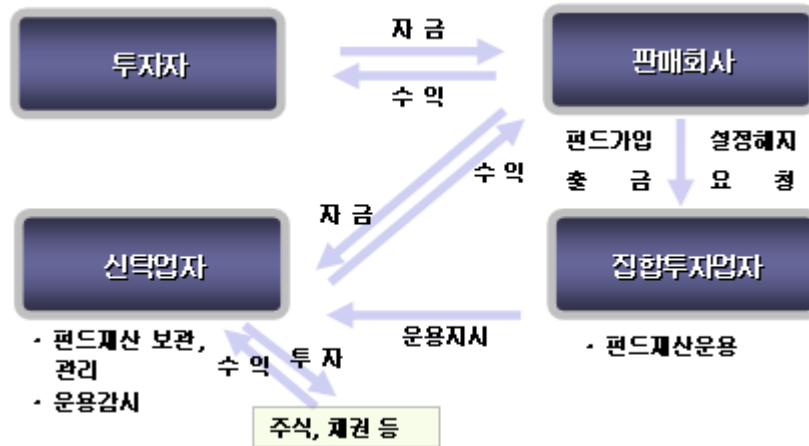 투자자
자 금
수 익
판매회사
펀드가입 설정해지
출 금 요 청
수 익
자 금
신탁업자
집합투자업자
운용지시
· 펀드재산 보관,
관리
· 운용감시
· 펀드재산운용
수 익
투 자
주식, 채권 등